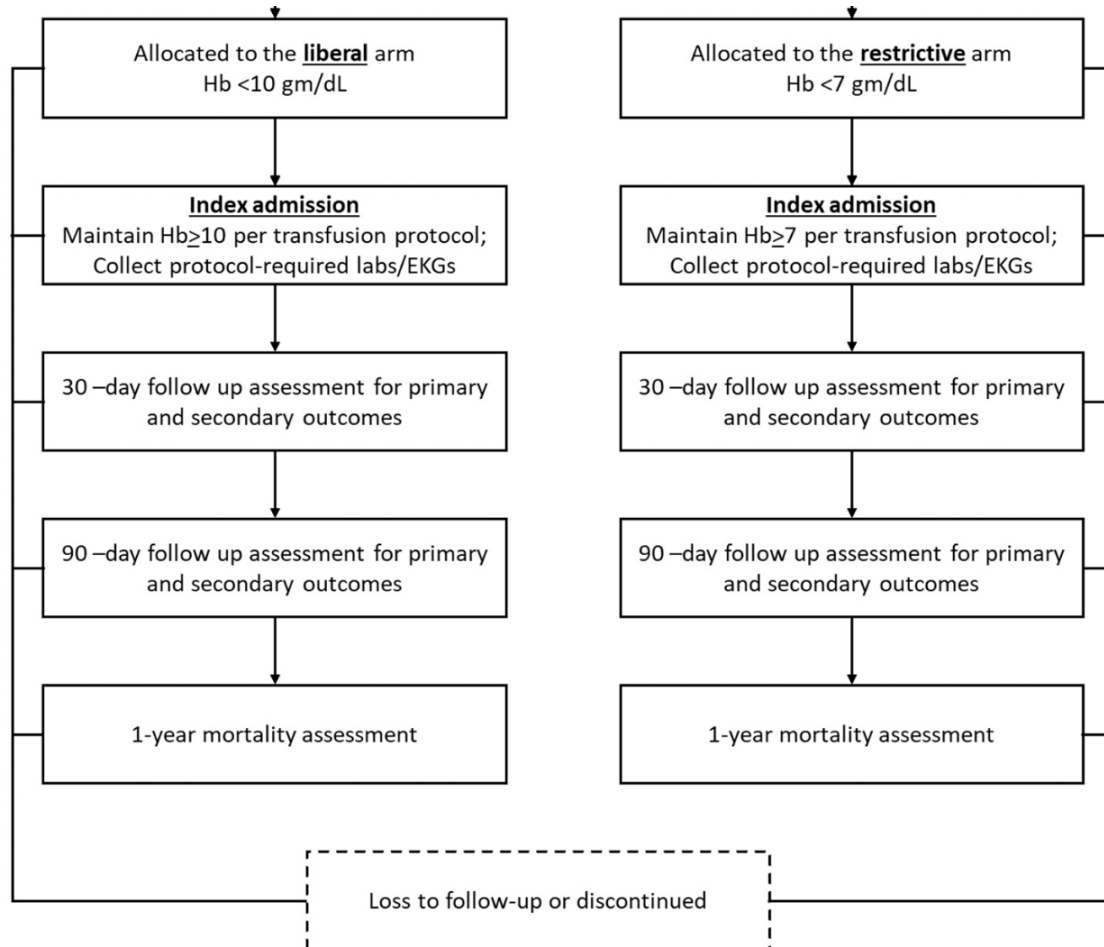 Allocated to the liberal arm
Hb <10 gm/dL
Index admission
Maintain Hb≥10 per transfusion protocol;
Collect protocol-required labs/EKGs
30 –day follow up assessment for primary
and secondary outcomes
90 –day follow up assessment for primary
and secondary outcomes
1-year mortality assessment
Allocated to the restrictive arm
Hb <7 gm/dL
Index admission
Maintain Hb≥7 per transfusion protocol;
Collect protocol-required labs/EKGs
30 –day follow up assessment for primary
and secondary outcomes
90 –day follow up assessment for primary
and secondary outcomes
1-year mortality assessment
Loss to follow-up or discontinued